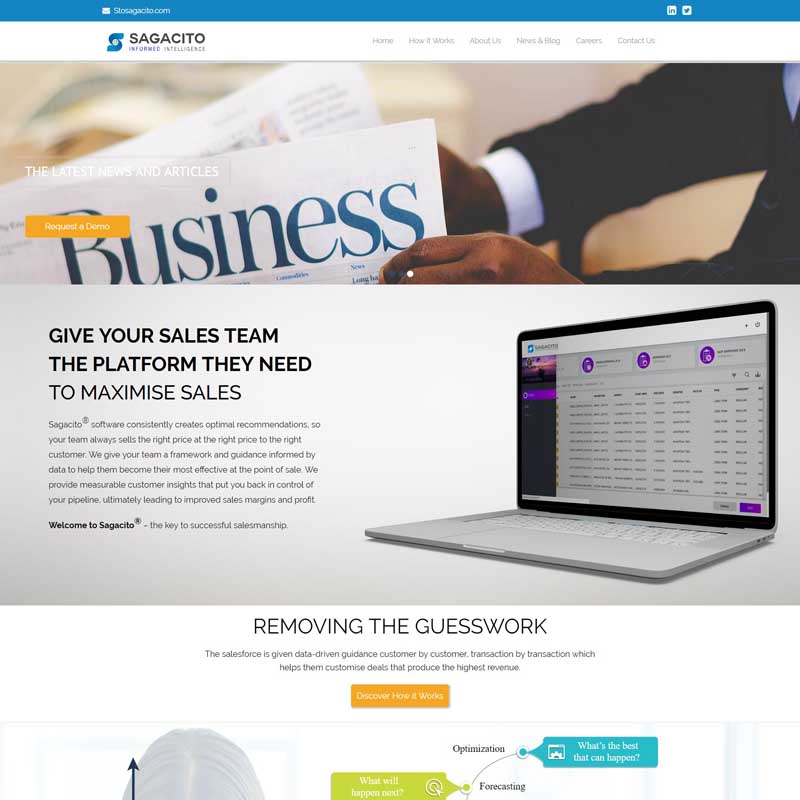 Stosagacito.com
SAGACITO
INFORMED INTELLIGENCE
Home How it Works About Us News & Blog Careers Contact Us
THE LATEST NEWS AND ARTICLES
Request a Demo
Business
Commodities
News
GIVE YOUR SALES TEAM
THE PLATFORM THEY NEED
TO MAXIMISE SALES
Sagacito® software consistently creates optimal recommendations, so
your team always sells the right price at the right price to the right
customer. We give your team a framework and guidance informed by
data to help them become their most effective at the point of sale. We
provide measurable customer insights that put you back in control of
your pipeline, ultimately leading to improved sales margins and profit.
Welcome to Sagacito® – the key to successful salesmanship.
SAGACITO
REMOVING THE GUESSWORK
The salesforce is given data-driven guidance customer by customer, transaction by transaction which
helps them customise deals that produce the highest revenue.
Discover How it Works
Optimization
What's the best
that can happen?
What will
happen next?
Forecasting